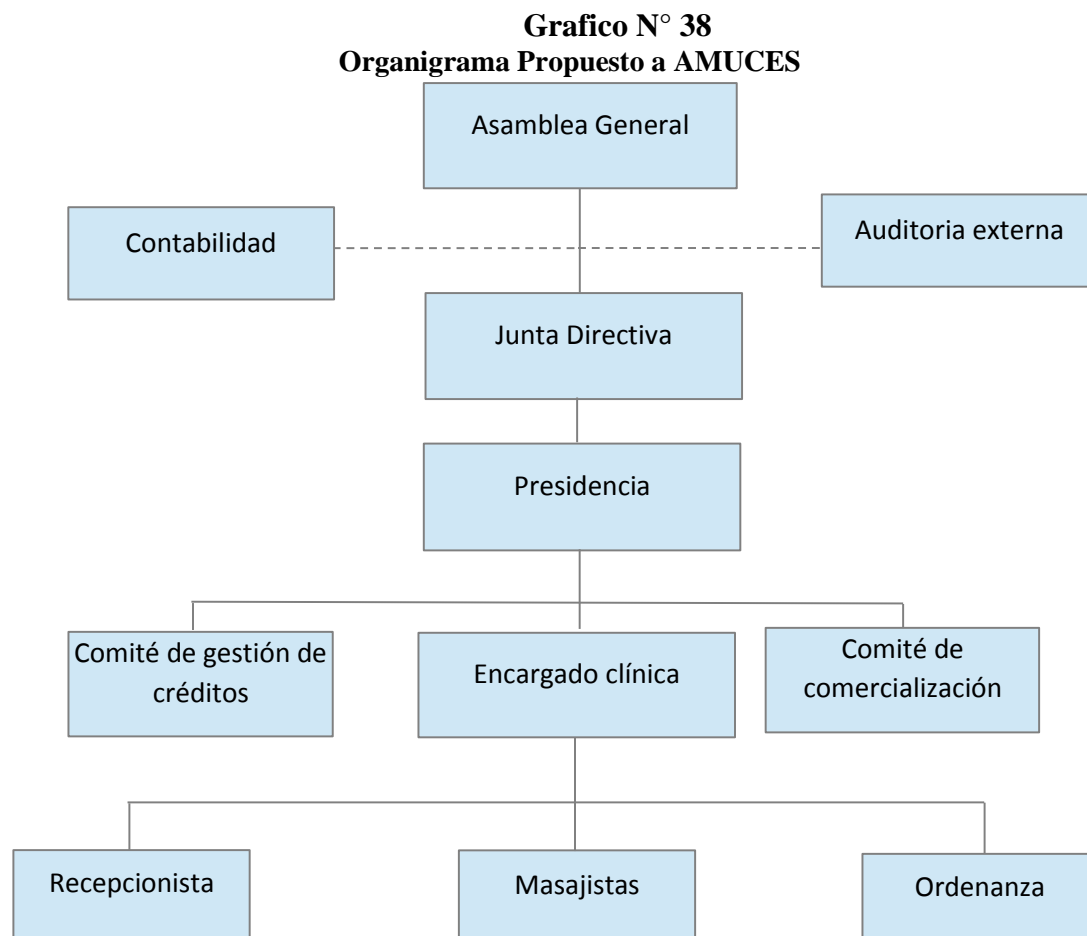 Grafico N° 38
Organigrama Propuesto a AMUCES
Asamblea General
Contabilidad
Auditoria externa
Junta Directiva
Presidencia
Comité de gestión de
créditos
Encargado clínica
Comité de
comercialización
Recepcionista
Masajistas
Ordenanza